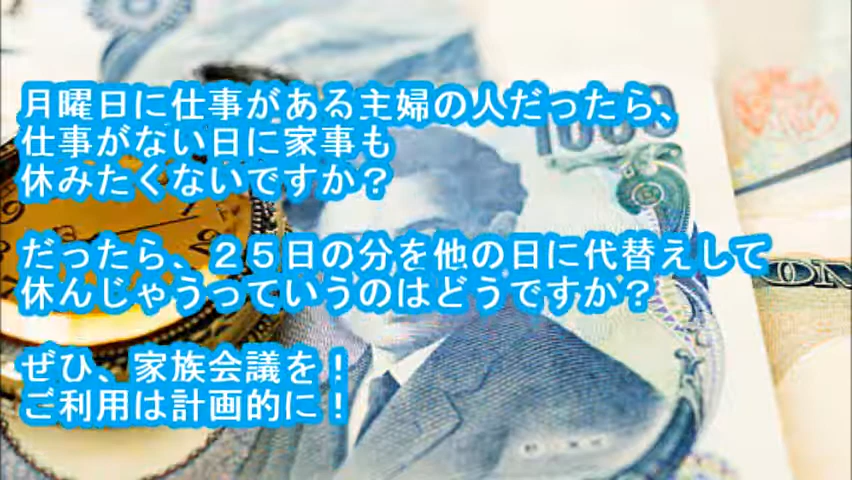 月曜日に仕事がある主婦の人だったら、
仕事がない日に家事も
休みたくないですか？
だったら、２５日の分を他の日に代替えして
休んじゃうっていうのはどうですか？
ぜひ、家族会議を！
ご利用は計画的に！
1000